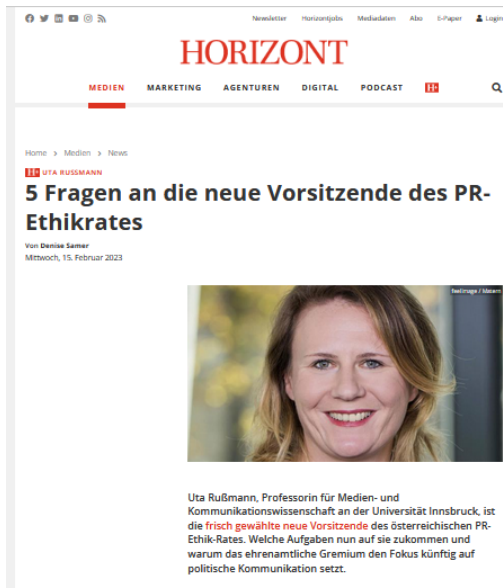 Newsletter Horizontjobs Mediadaten Abo E-Paper Login
HORIZONT
MEDIEN MARKETING AGENTUREN DIGITAL PODCAST H+
Home > Medien > News
H+ UTA RUSSMANN
5 Fragen an die neue Vorsitzende des PR-
Ethikrates
Von Denise Samer
Mittwoch, 15. Februar 2023
feelimage / Matern
Uta Rußmann, Professorin für Medien- und
Kommunikationswissenschaft an der Universität Innsbruck, ist
die frisch gewählte neue Vorsitzende des österreichischen PR-
Ethik-Rates. Welche Aufgaben nun auf sie zukommen und
warum das ehrenamtliche Gremium den Fokus künftig auf
politische Kommunikation setzt.